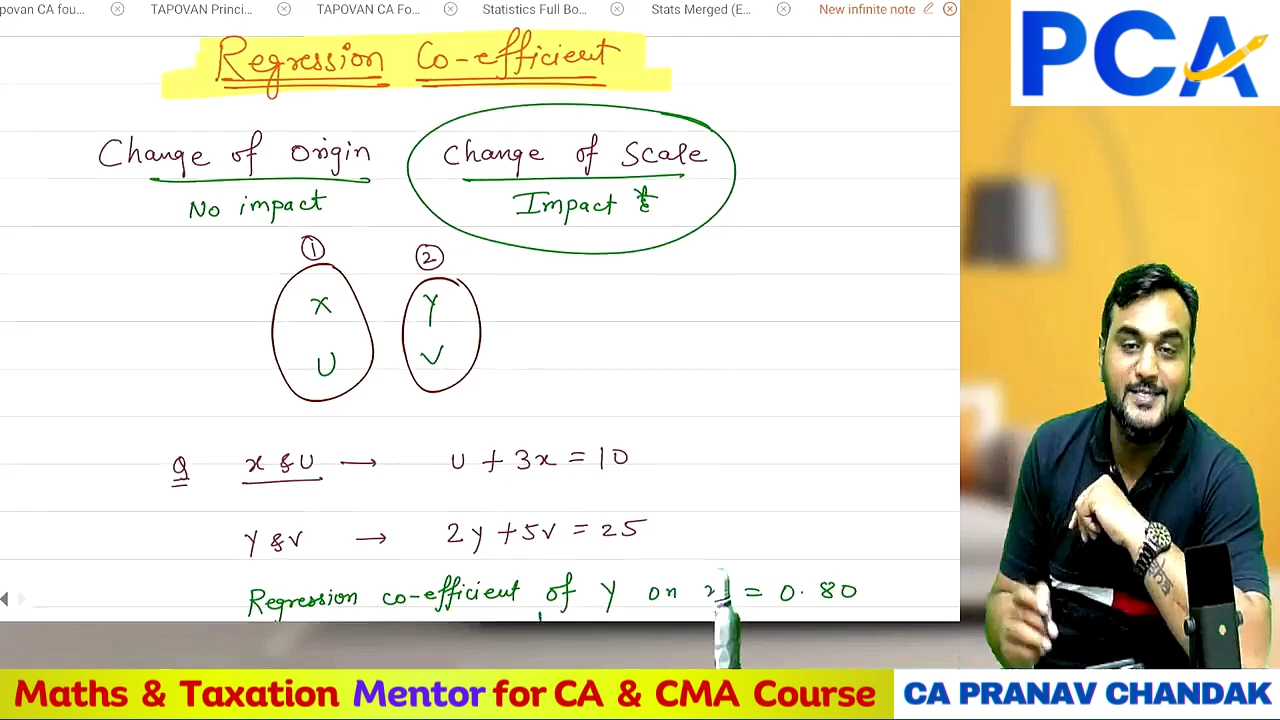 povan CA fou... TAPOVAN Princi... TAPOVAN CA Fo... Statistics Full Bo... Stats Merged (E... New infinite note
PCA
Regression Co-efficient
Change of Origin Change of Scale
No impact Impact
① ②
X Y
U V
Q x & U → U + 3x = 10
Y & V → 2y + 5v = 25
Regression co-efficient of Y on = 0.80
Maths & Taxation Mentor for CA & CMA Course
CA PRANAV CHANDAK